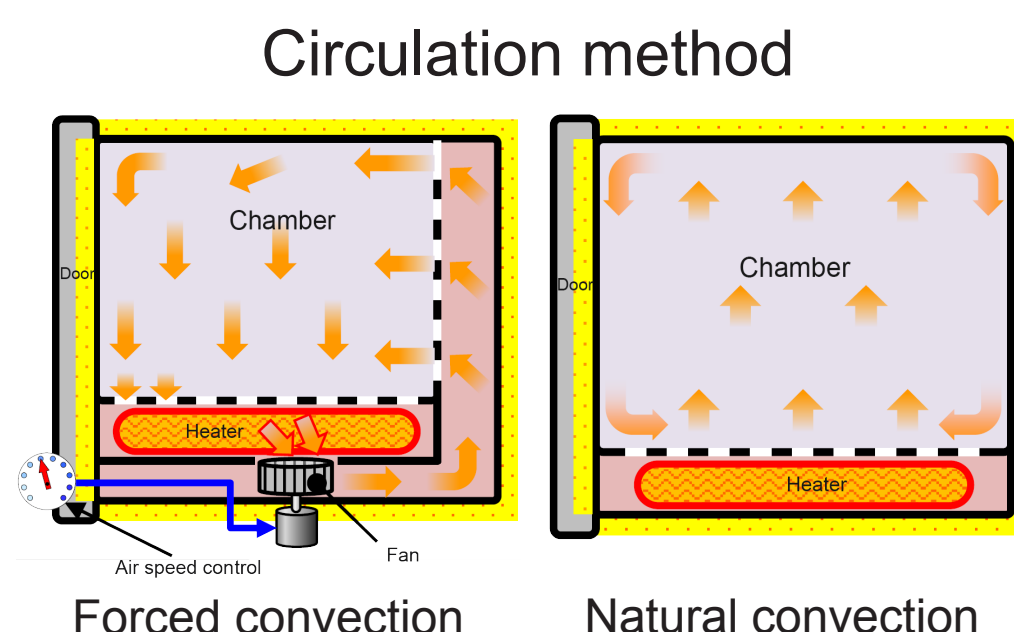 Circulation method
Chamber
Door
Heater
Air speed control
Fan
Forced convection
Chamber
Door
Heater
Natural convection